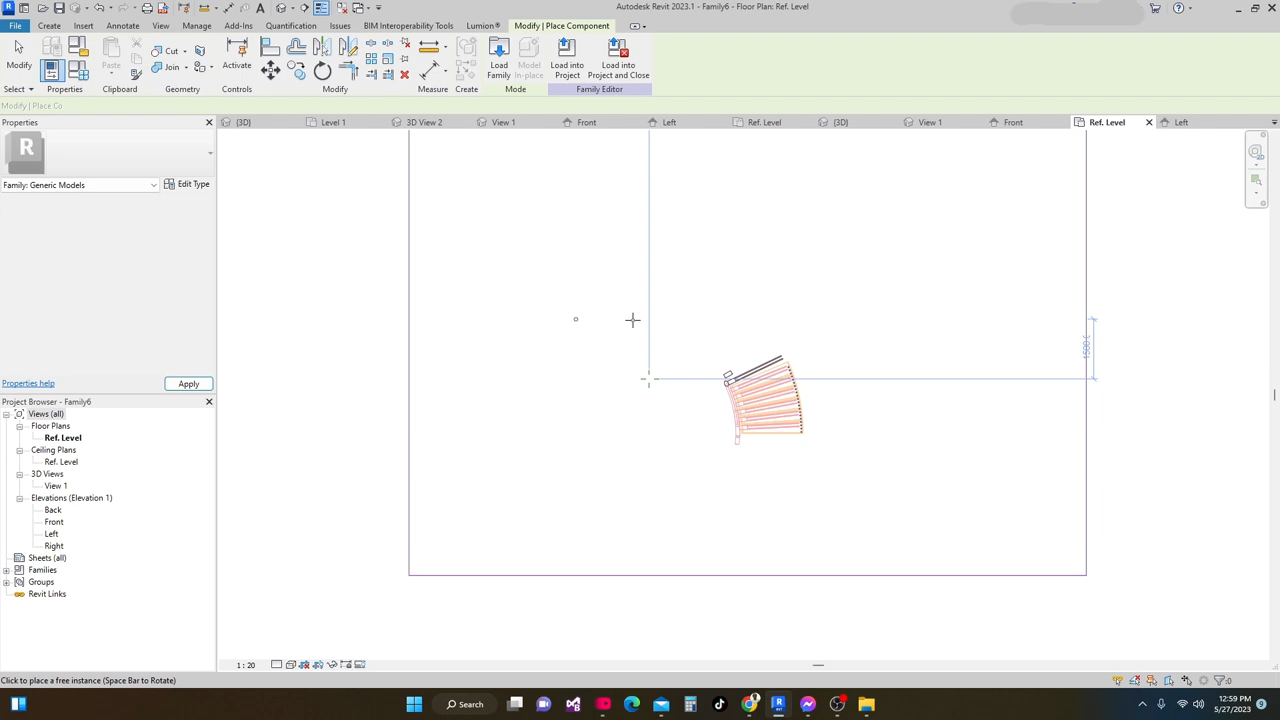 Autodesk Revit 2023.1 - Family6 - Floor Plan: Ref. Level
File Create Insert Annotate View Manage Add-Ins Quantification Issues BIM Interoperability Tools Lumion® Modify | Place Component
Modify Paste Cut Join Activate Load Family Model In-place Load into Project Load into Project and Close
Select Properties Clipboard Geometry Controls Modify Measure Create Mode Family Editor
Modify | Place Co
Properties
{3D} Level 1 3D View 2 View 1 Front Left Ref. Level {3D} View 1 Front Ref. Level Left
R
Family: Generic Models Edit Type
Properties help Apply
Project Browser - Family6
Views (all)
Floor Plans
Ref. Level
Ceiling Plans
Ref. Level
3D Views
View 1
Elevations (Elevation 1)
Back
Front
Left
Right
Sheets (all)
Families
Groups
Revit Links
1 : 20
Click to place a free instance (Space Bar to Rotate)
:0
Search
12:59 PM
5/27/2023